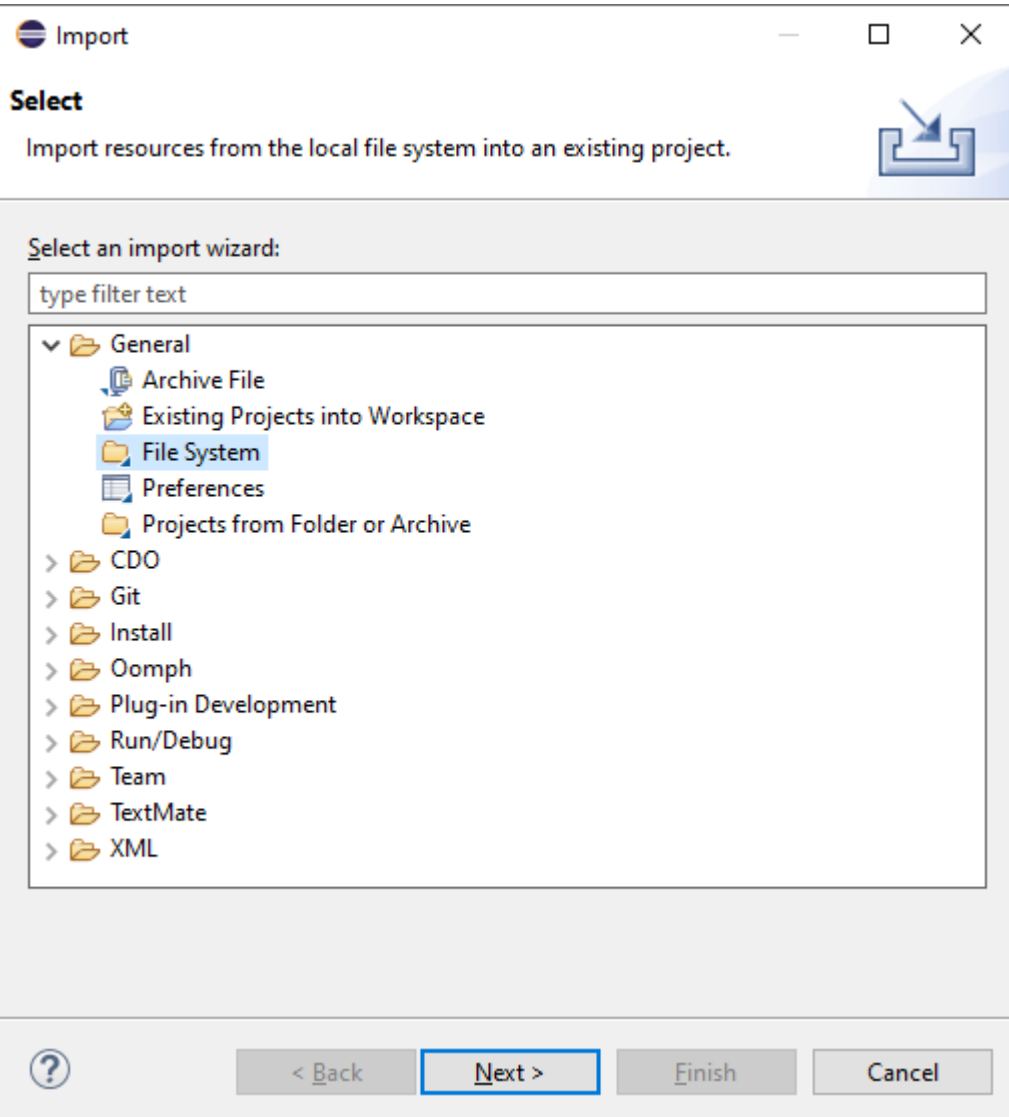 Import
Select
Import resources from the local file system into an existing project.
Select an import wizard:
type filter text
General
Archive File
Existing Projects into Workspace
File System
Preferences
Projects from Folder or Archive
CDO
Git
Install
Oomph
Plug-in Development
Run/Debug
Team
TextMate
XML
? < Back Next > Finish Cancel